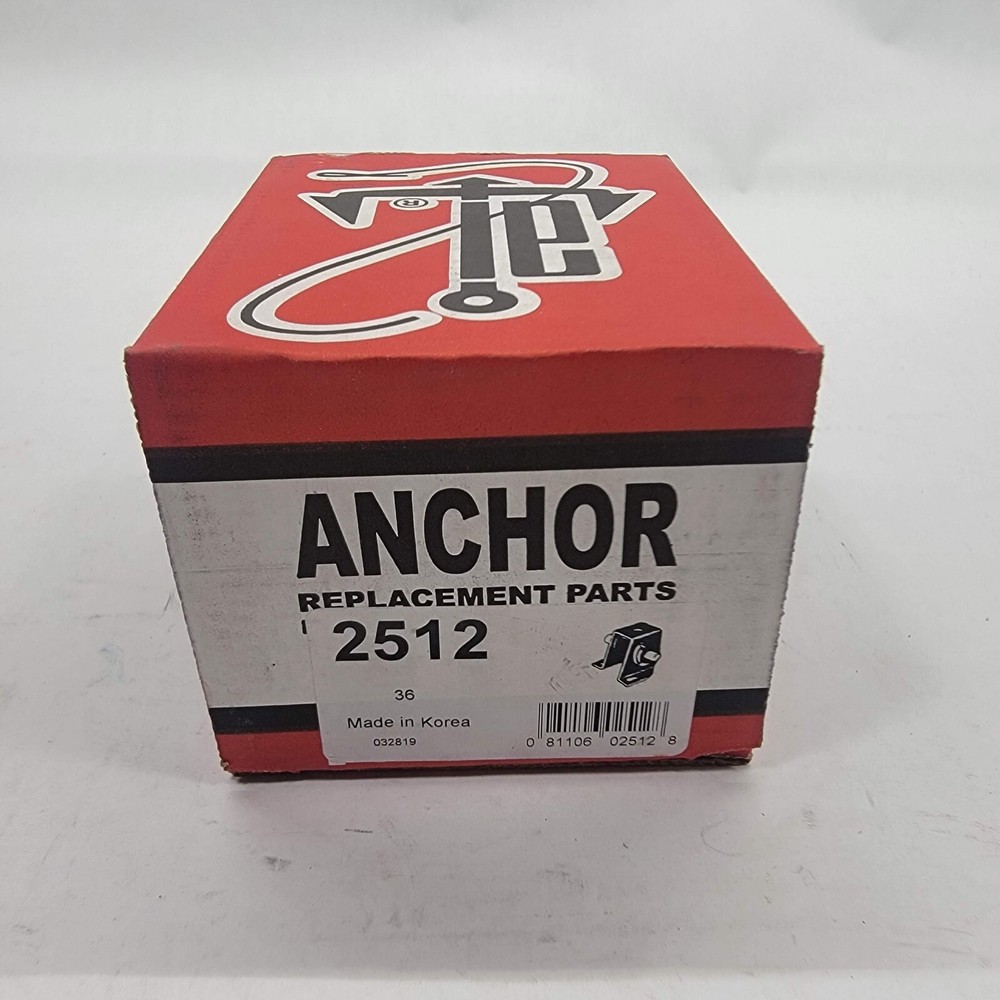 ®
ANCHOR
REPLACEMENT PARTS
2512
36
Made in Korea
032819
0 81106 02512 8